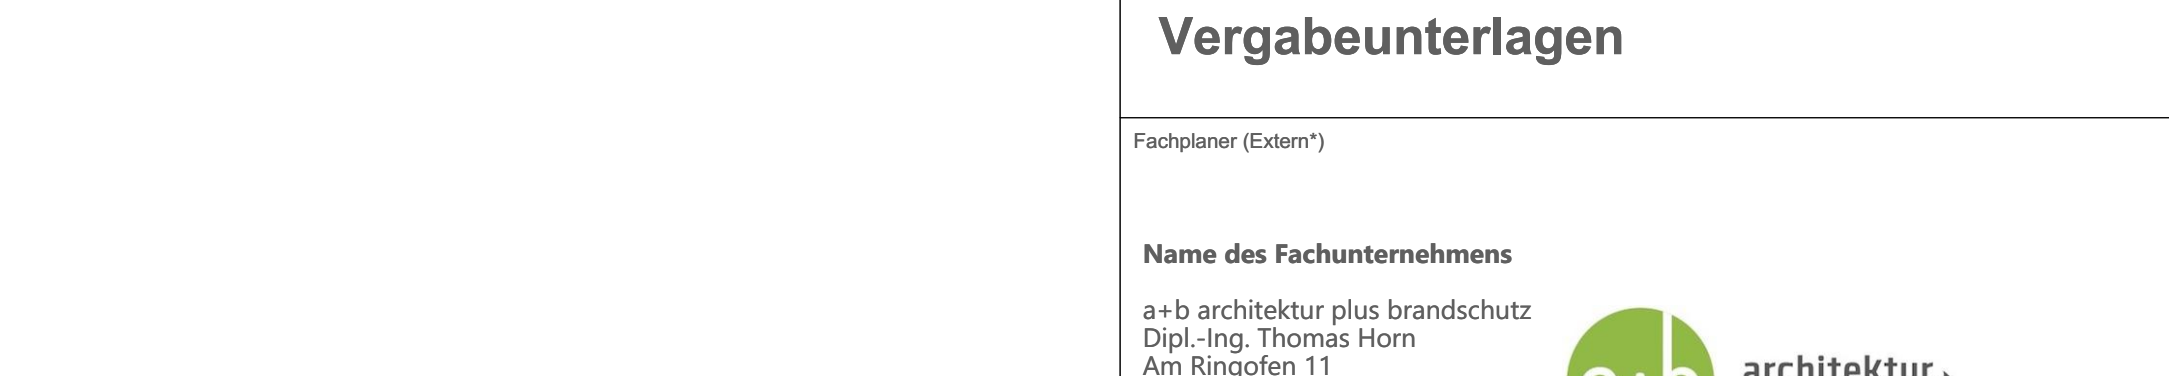 Vergabeunterlagen
Fachplaner (Extern*)
Name des Fachunternehmens
a+b architektur plus brandschutz
Dipl.-Ing. Thomas Horn
Am Ringofen 11
a+b architektur